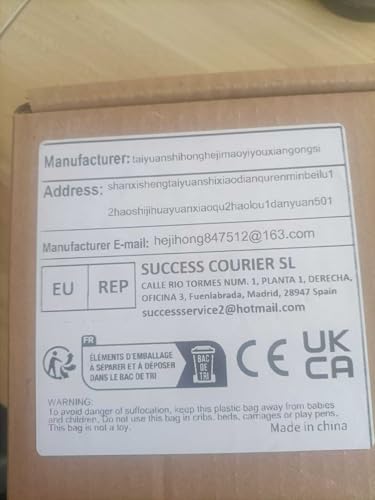 Manufacturer: taiyuanshihonghejimaoyiyouxiangongsi
Address: shanxishengtaiyuanshixiaodianqurenminbeilu1
2haoshijihuayuanxiaoqu2haolou1danyuan501
Manufacturer E-mail: hejihong847512@163.com
EU REP
SUCCESS COURIER SL
CALLE RIO TORMES NUM. 1, PLANTA 1, DERECHA,
OFICINA 3, Fuenlabrada, Madrid, 28947 Spain
successservice2@hotmail.com
FR
ÉLÉMENTS D'EMBALLAGE
À SÉPARER ET À DÉPOSER
DANS LE BAC DE TRI
BAC
DE
TRI
CE
UK
CA
WARNING:
To avoid danger of suffocation, keep this plastic bag away from babies
and children. Do not use this bag in cribs, beds, carriages or play pens.
This bag is not a toy.
Made in china